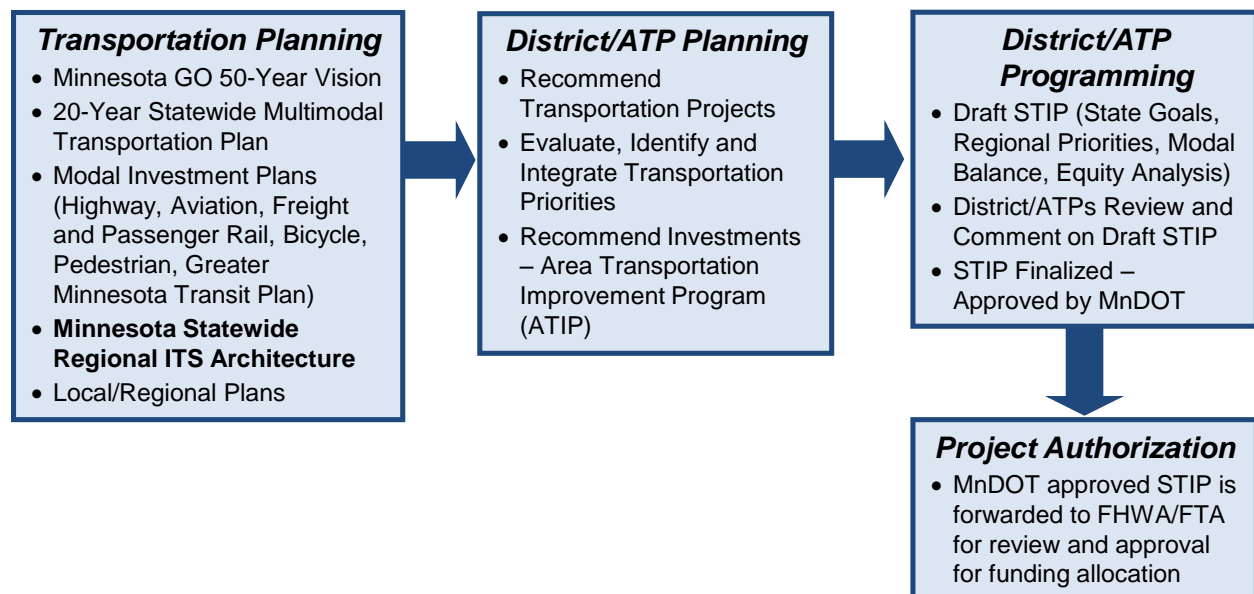 Transportation Planning
• Minnesota GO 50-Year Vision
• 20-Year Statewide Multimodal
Transportation Plan
• Modal Investment Plans
(Highway, Aviation, Freight
and Passenger Rail, Bicycle,
Pedestrian, Greater
Minnesota Transit Plan)
• Minnesota Statewide
Regional ITS Architecture
• Local/Regional Plans
District/ATP Planning
• Recommend
Transportation Projects
• Evaluate, Identify and
Integrate Transportation
Priorities
• Recommend Investments
– Area Transportation
Improvement Program
(ATIP)
District/ATP
Programming
• Draft STIP (State Goals,
Regional Priorities, Modal
Balance, Equity Analysis)
• District/ATPs Review and
Comment on Draft STIP
• STIP Finalized –
Approved by MnDOT
Project Authorization
• MnDOT approved STIP is
forwarded to FHWA/FTA
for review and approval
for funding allocation